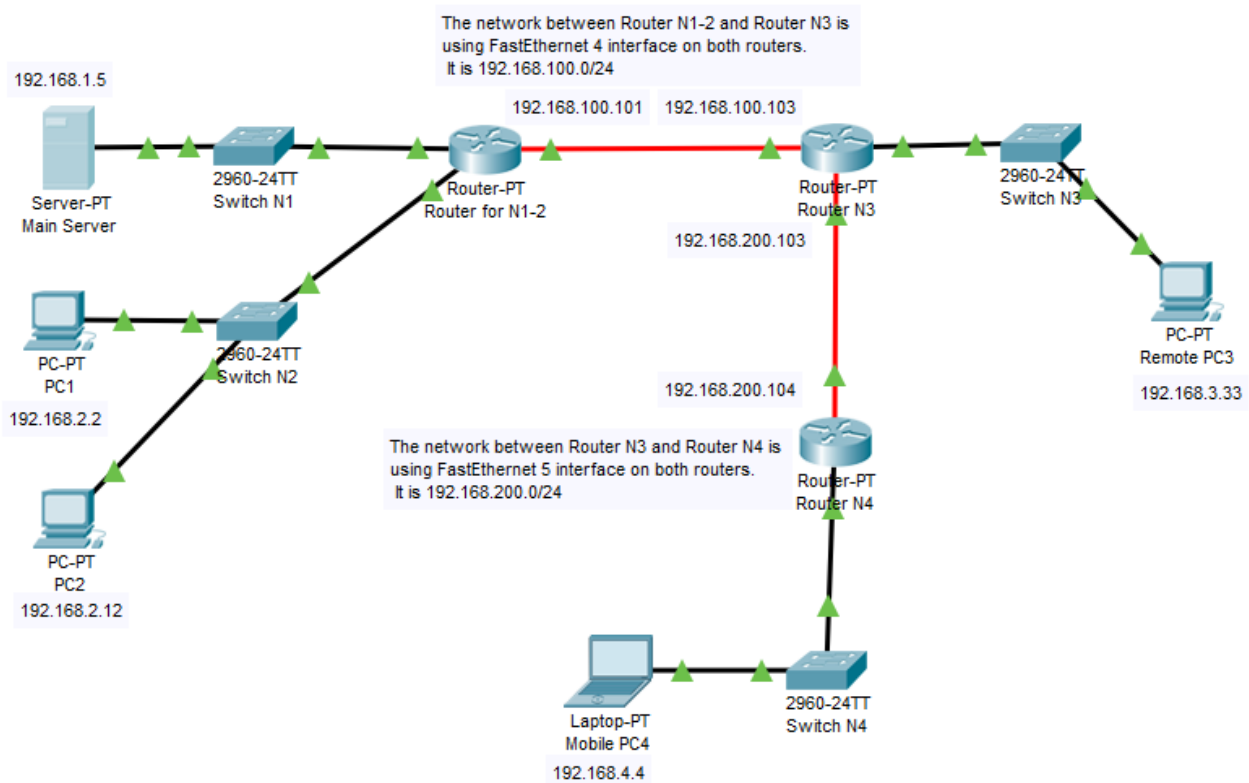 The network between Router N1-2 and Router N3 is
using FastEthernet 4 interface on both routers.
It is 192.168.100.0/24
192.168.1.5
192.168.100.101
192.168.100.103
Server-PT
Main Server
2960-24TT
Switch N1
Router-PT
Router for N1-2
Router-PT
Router N3
2960-24TT
Switch N3
192.168.200.103
PC-PT
PC1
192.168.2.2
2960-24TT
Switch N2
PC-PT
Remote PC3
192.168.3.33
192.168.200.104
The network between Router N3 and Router N4 is
using FastEthernet 5 interface on both routers.
It is 192.168.200.0/24
Router-PT
Router N4
PC-PT
PC2
192.168.2.12
Laptop-PT
Mobile PC4
192.168.4.4
2960-24TT
Switch N4